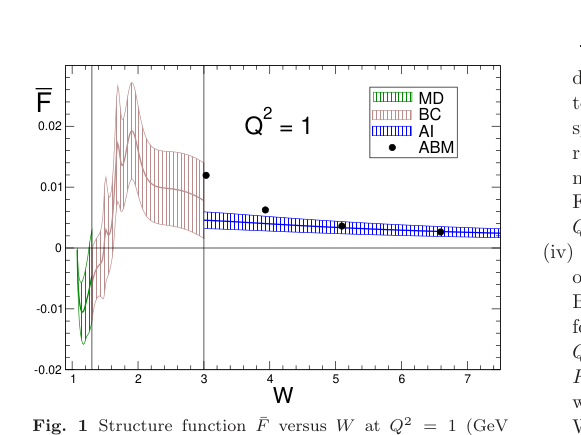 F̅
0.02
0.01
0
-0.01
-0.02
Q² = 1
MD
BC
AI
ABM
1 2 3 4 5 6 7
W
Fig. 1 Structure function F̄ versus W at Q² = 1 (GeV
(iv)